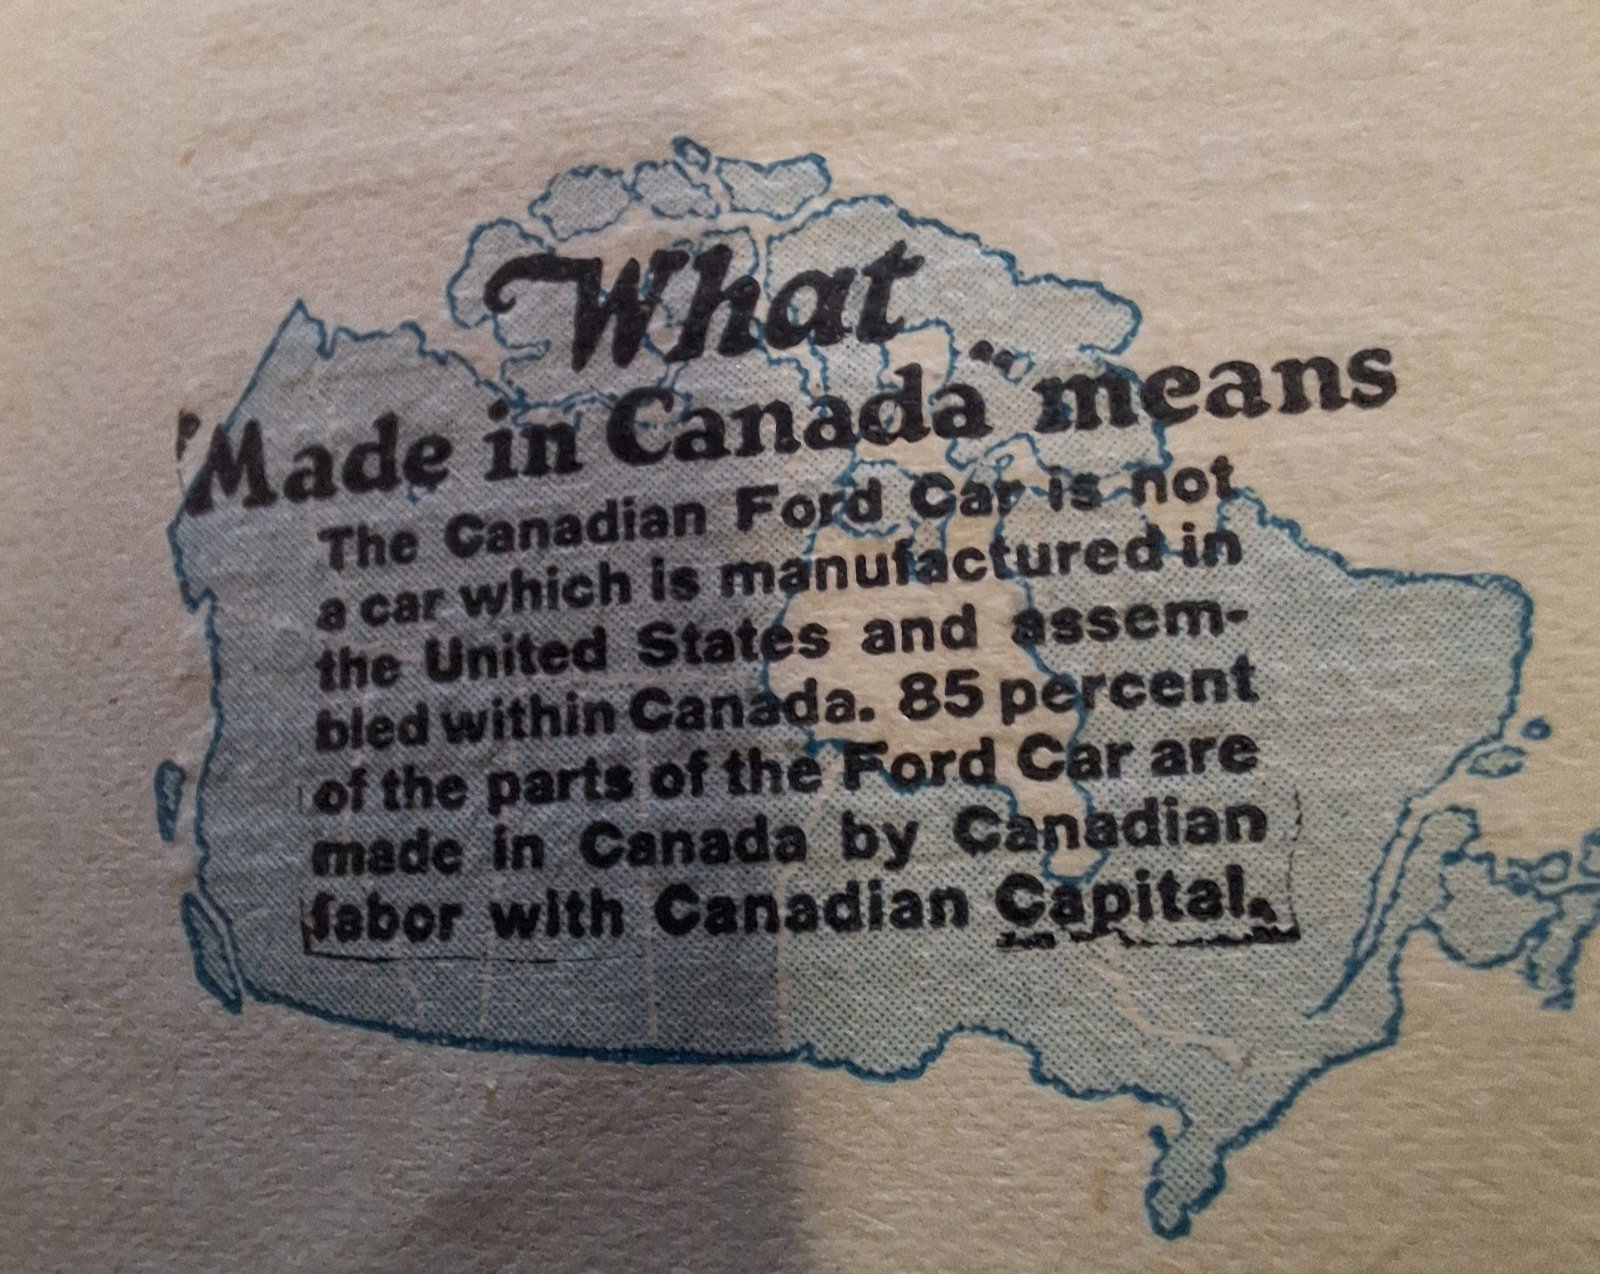 What
"Made in Canada" means
The Canadian Ford Car is not
a car which is manufactured in
the United States and assem-
bled within Canada. 85 percent
of the parts of the Ford Car are
made in Canada by Canadian
labor with Canadian Capital.